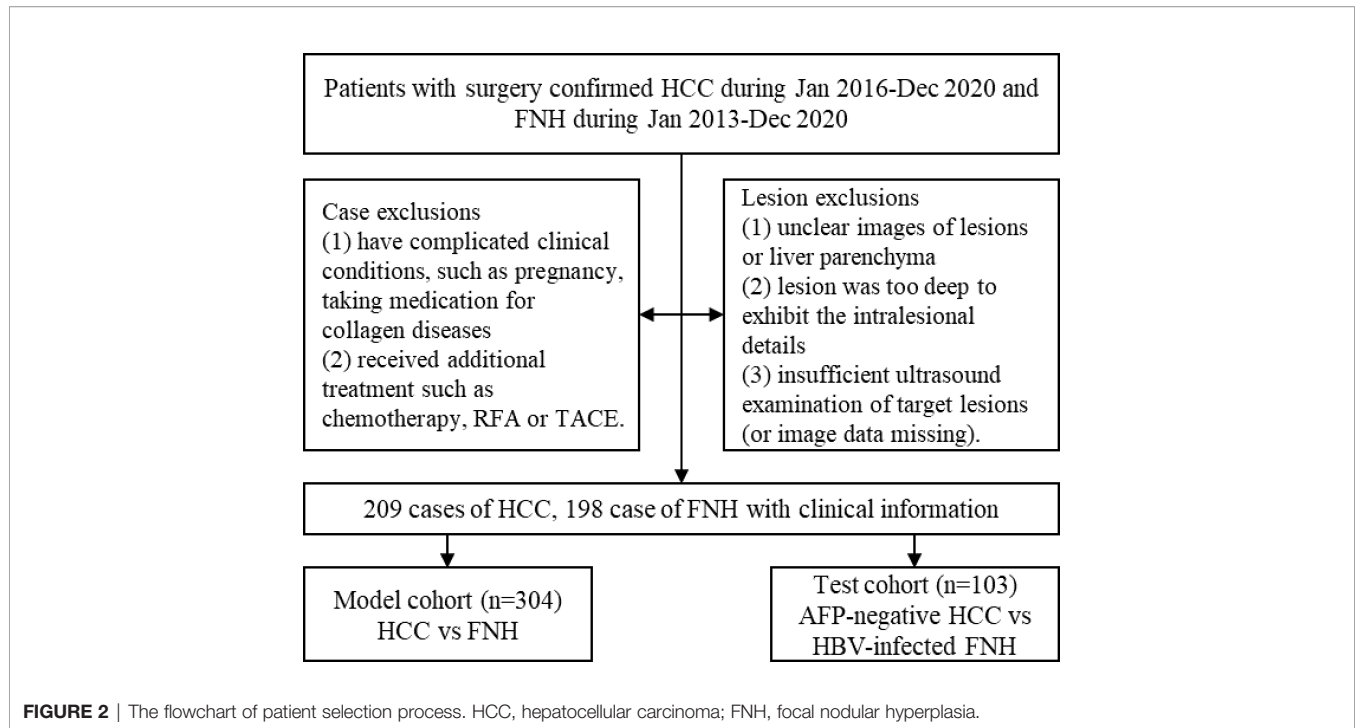 Patients with surgery confirmed HCC during Jan 2016-Dec 2020 and
FNH during Jan 2013-Dec 2020
Case exclusions
(1) have complicated clinical
conditions, such as pregnancy,
taking medication for
collagen diseases
(2) received additional
treatment such as
chemotherapy, RFA or TACE.
Lesion exclusions
(1) unclear images of lesions
or liver parenchyma
(2) lesion was too deep to
exhibit the intralesional
details
(3) insufficient ultrasound
examination of target lesions
(or image data missing).
209 cases of HCC, 198 case of FNH with clinical information
Model cohort (n=304)
HCC vs FNH
Test cohort (n=103)
AFP-negative HCC vs
HBV-infected FNH
FIGURE 2 | The flowchart of patient selection process. HCC, hepatocellular carcinoma; FNH, focal nodular hyperplasia.